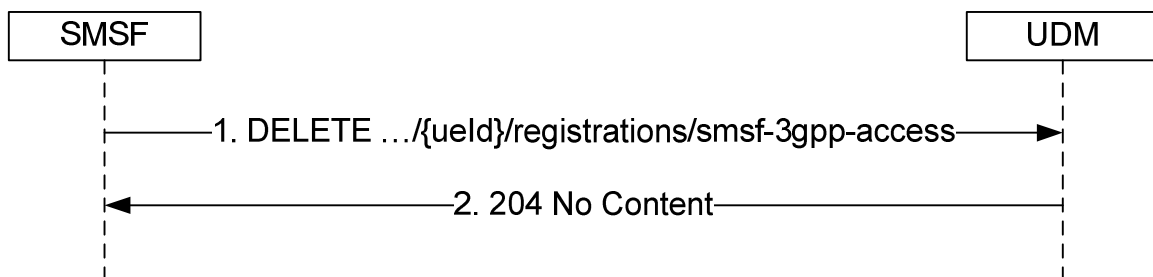 SMSF
UDM
1. DELETE …/{ueId}/registrations/smsf-3gpp-access
2. 204 No Content